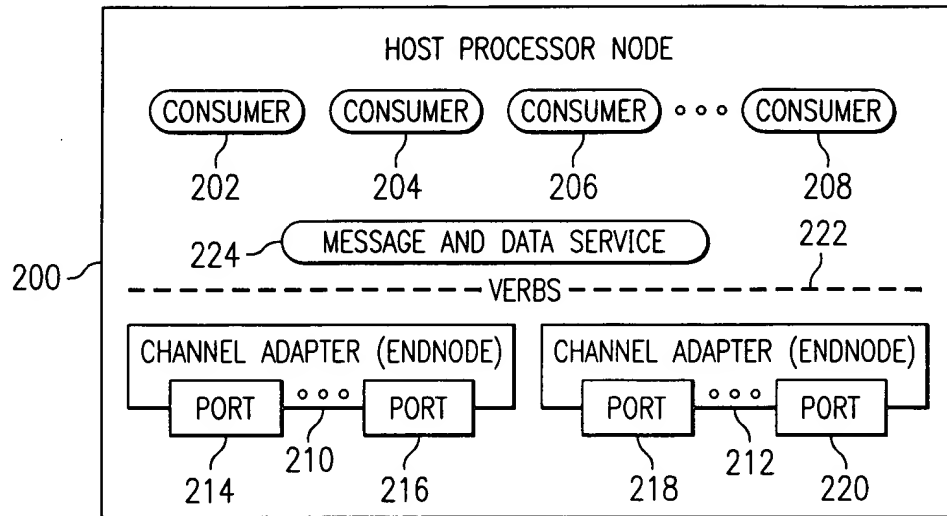 HOST PROCESSOR NODE
CONSUMER CONSUMER CONSUMER CONSUMER
202 204 206 208
MESSAGE AND DATA SERVICE
224 222
200
VERBS
CHANNEL ADAPTER (ENDNODE) CHANNEL ADAPTER (ENDNODE)
PORT PORT PORT PORT
210 212
214 216 218 220